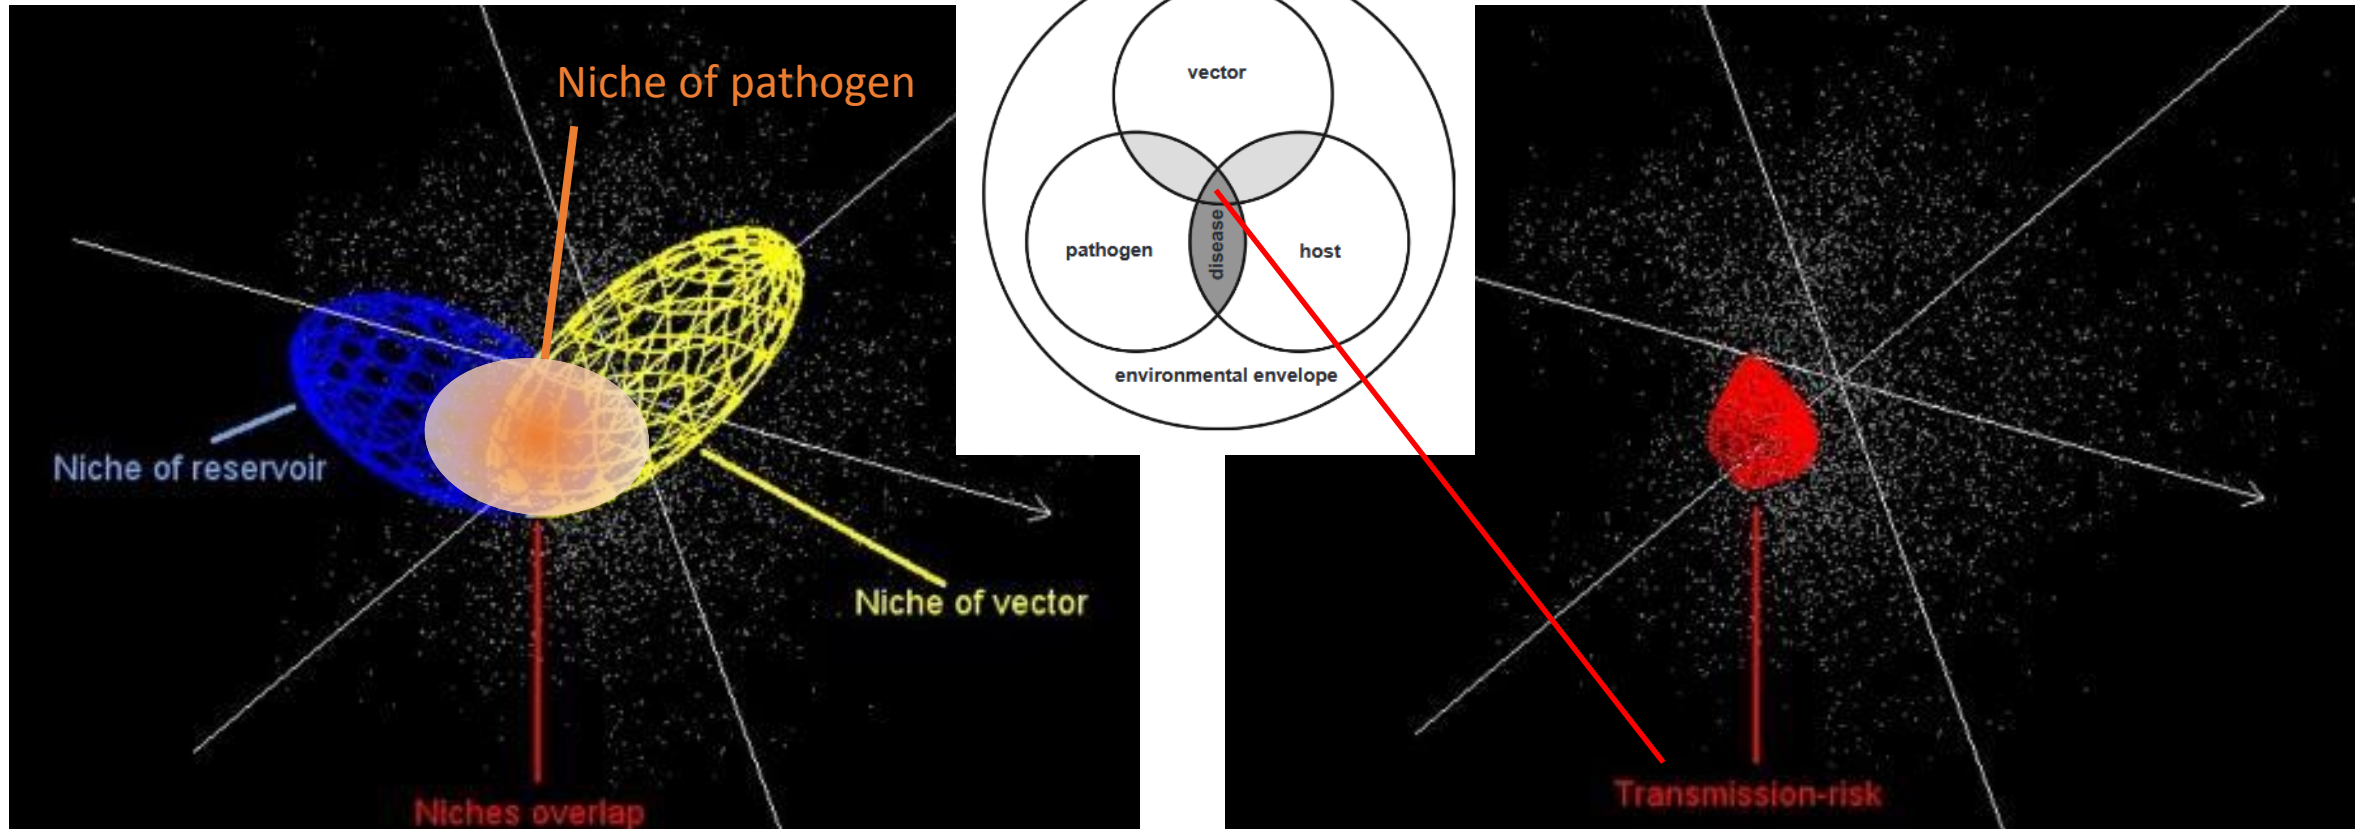 Niche of pathogen
Niche of reservoir
Niche of vector
Niches overlap
vector
pathogen
disease
host
environmental envelope
Transmission-risk